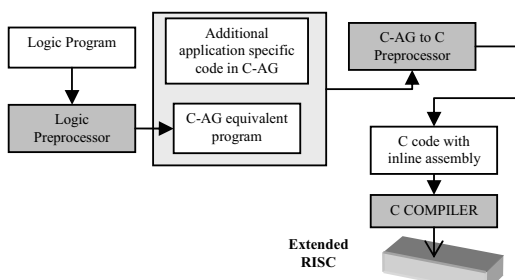 Logic Program
Logic
Preprocessor
Additional
application specific
code in C-AG
C-AG equivalent
program
C-AG to C
Preprocessor
C code with
inline assembly
C COMPILER
Extended
RISC